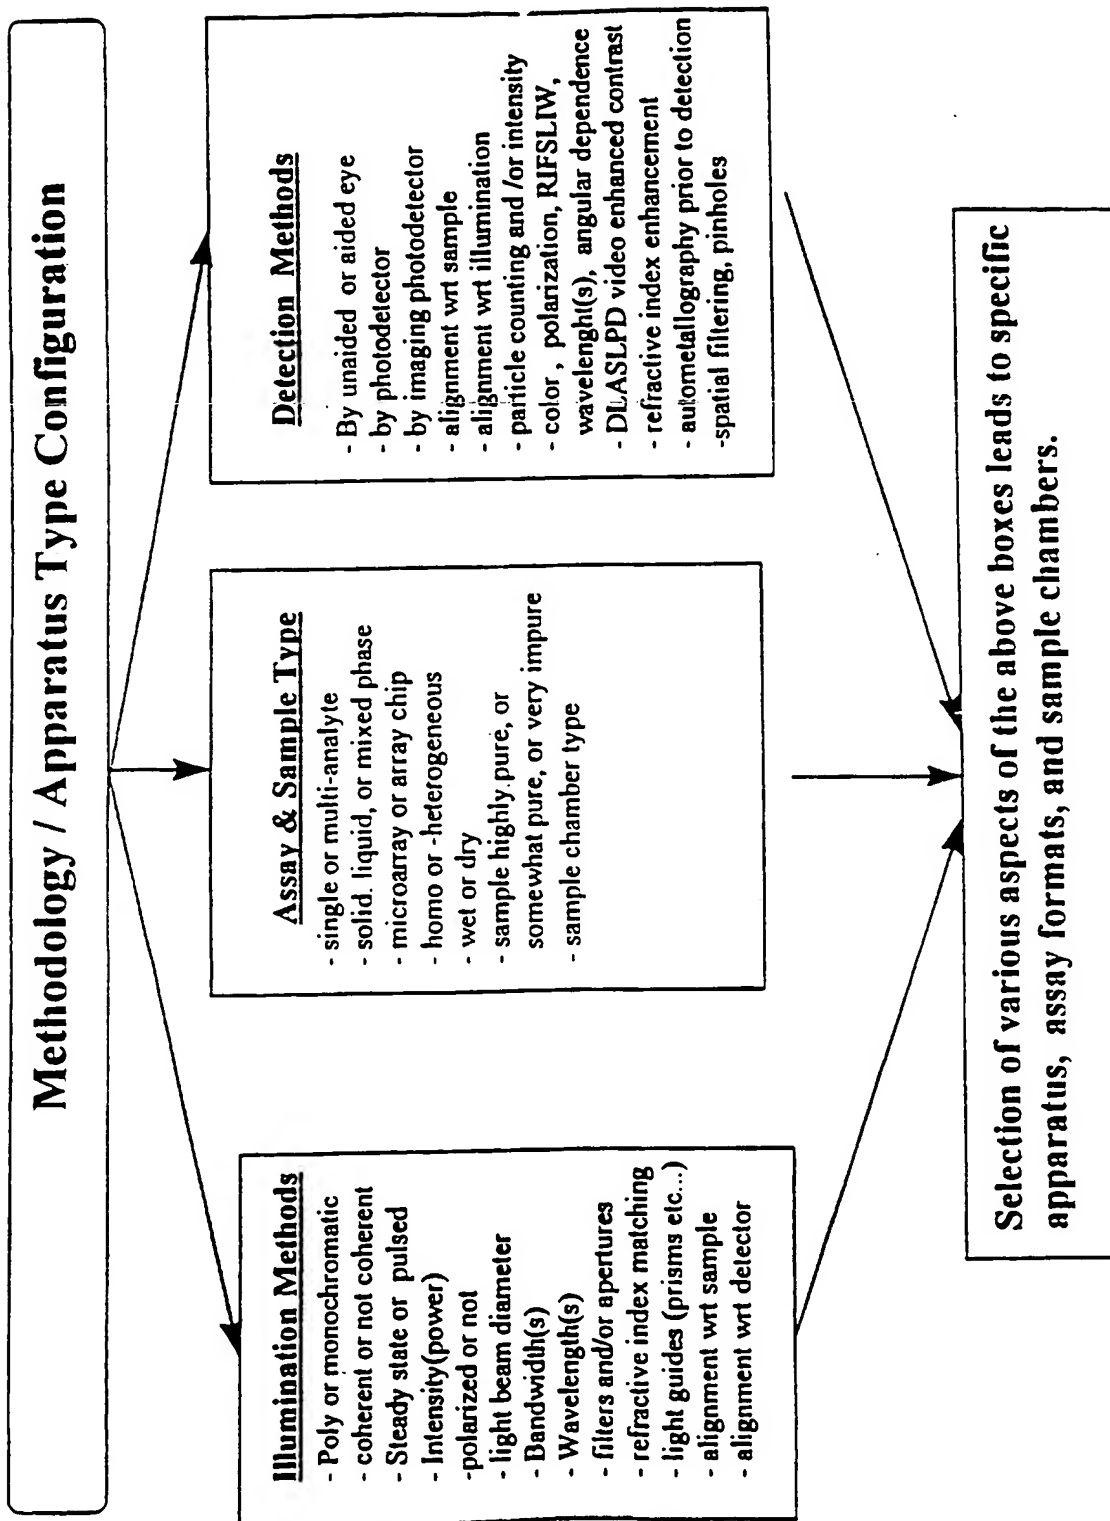 Methodology / Apparatus Type Configuration
Illumination Methods
- Poly or monochromatic
- coherent or not coherent
- Steady state or pulsed
- Intensity(power)
-polarized or not
- light beam diameter
- Bandwidth(s)
- Wavelength(s)
- filters and/or apertures
- refractive index matching
- light guides (prisms etc...)
- alignment wrt sample
- alignment wrt detector
Assay & Sample Type
- single or multi-analyte
- solid. liquid, or mixed phase
- microarray or array chip
- homo or -heterogeneous
- wet or dry
- sample highly pure, or
somewhat pure, or very impure
- sample chamber type
Detection Methods
- By unaided or aided eye
- by photodetector
- by imaging photodetector
- alignment wrt sample
- alignment wrt illumination
- particle counting and /or intensity
- color, polarization, RIFSLIW,
wavelenght(s), angular dependence
- DLASLPD video enhanced contrast
- refractive index enhancement
- autometallography prior to detection
-spatial filtering, pinholes
Selection of various aspects of the above boxes leads to specific
apparatus, assay formats, and sample chambers.